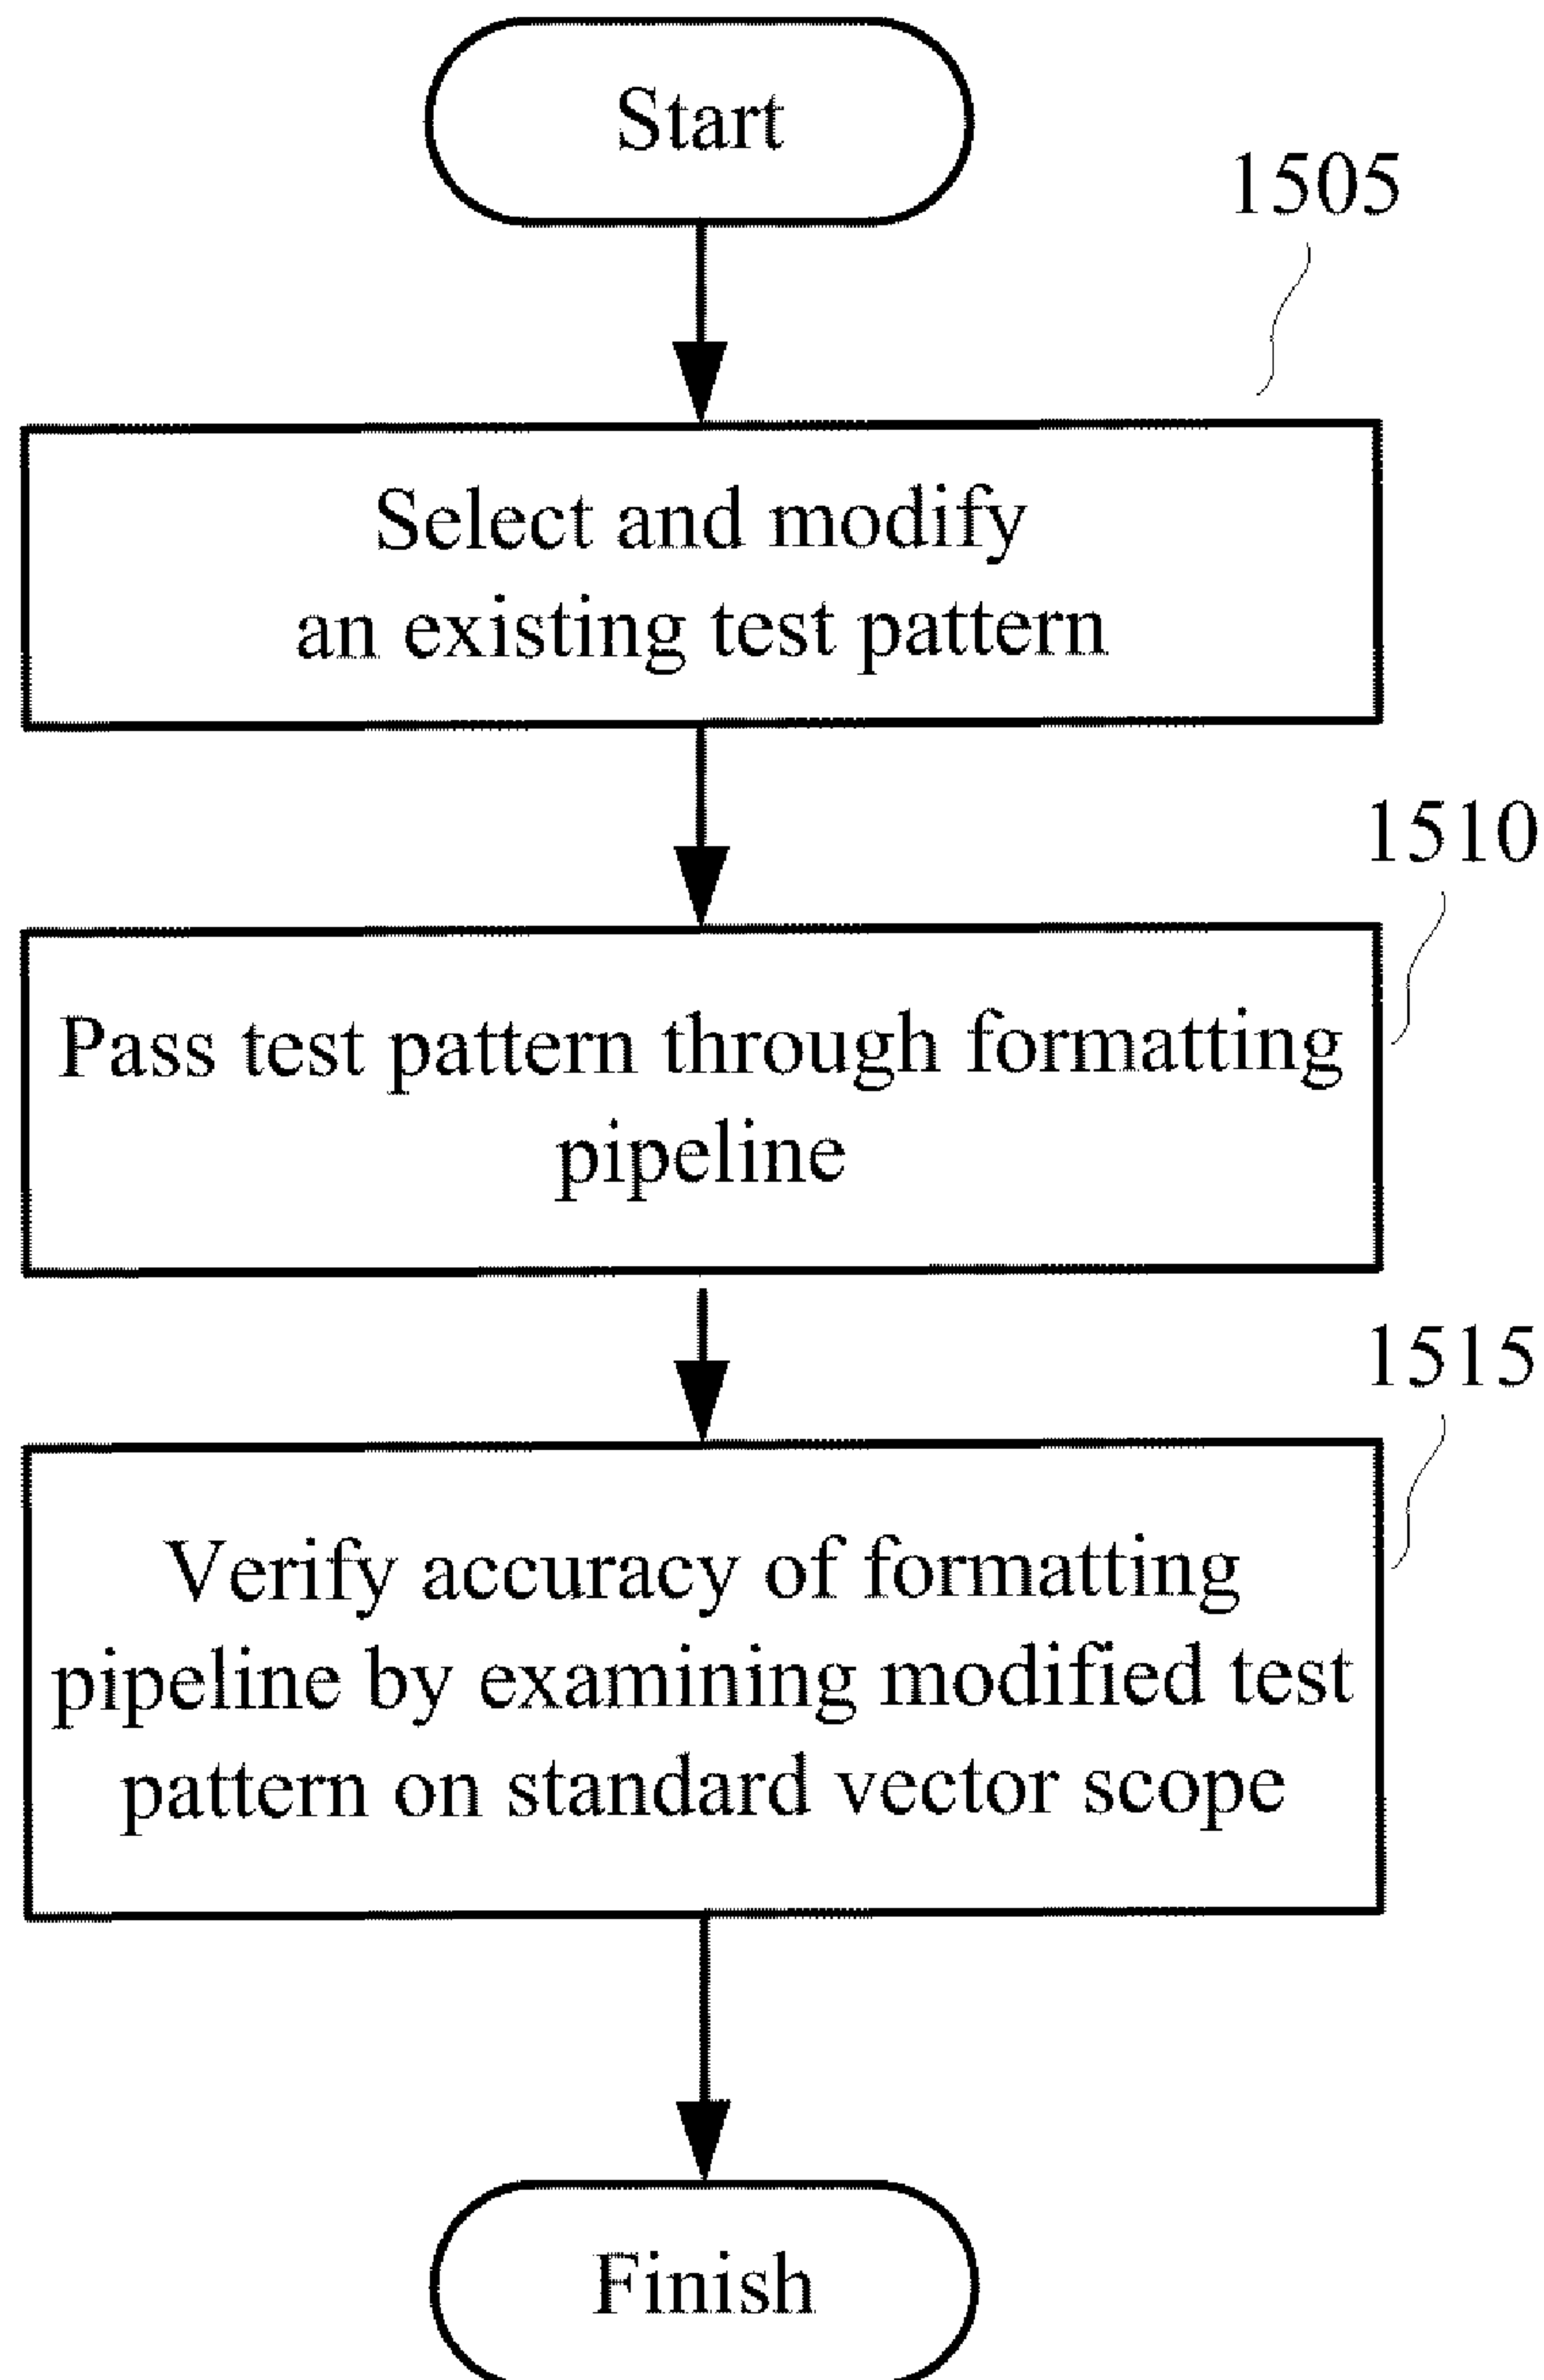 Start
1505
Select and modify
an existing test pattern
1510
Pass test pattern through formatting
pipeline
1515
Verify accuracy of formatting
pipeline by examining modified test
pattern on standard vector scope
Finish